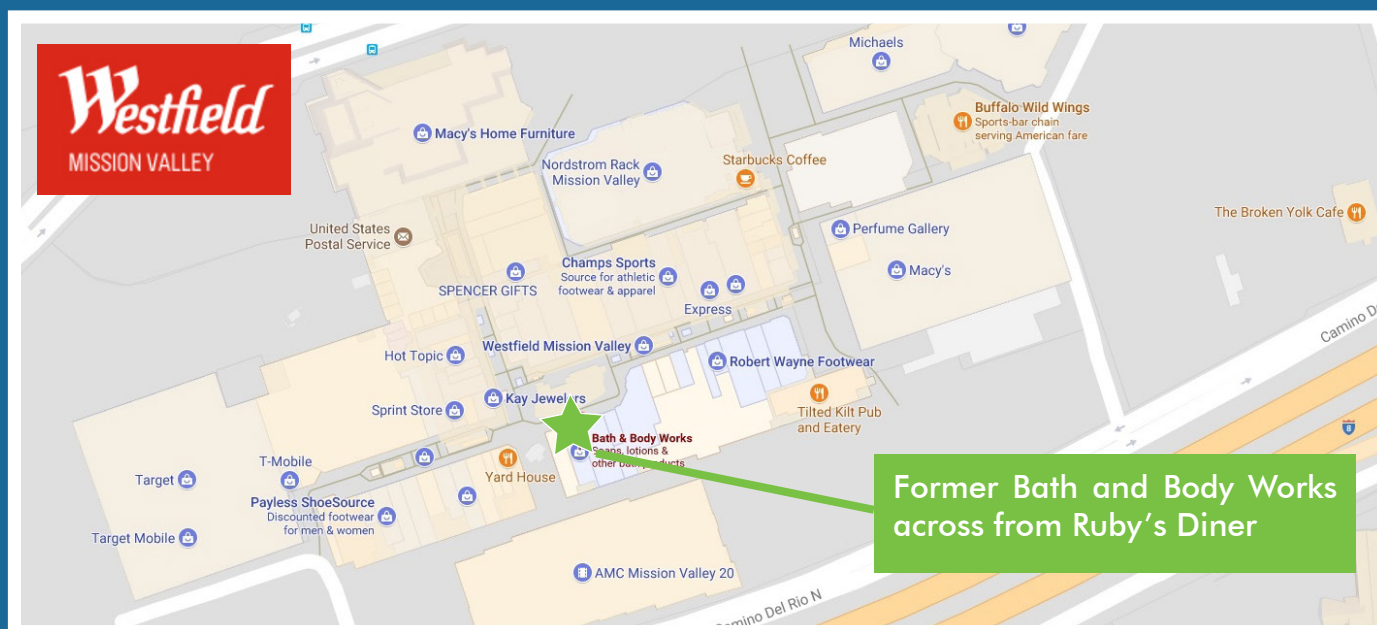 Westfield
MISSION VALLEY
Michaels
Buffalo Wild Wings
Sports-bar chain
serving American fare
Macy's Home Furniture
Nordstrom Rack
Mission Valley
Starbucks Coffee
The Broken Yolk Cafe
United States
Postal Service
Perfume Gallery
Macy's
Champs Sports
Source for athletic
footwear & apparel
SPENCER GIFTS
Express
Camino D
Westfield Mission Valley
Hot Topic
Robert Wayne Footwear
Kay Jewelers
Sprint Store
Tilted Kilt Pub
and Eatery
8
Bath & Body Works
Soaps, lotions &
other bath products
T-Mobile
Target
Yard House
Payless ShoeSource
Discounted footwear
for men & women
Target Mobile
Former Bath and Body Works
across from Ruby's Diner
AMC Mission Valley 20
mino Del Rio N